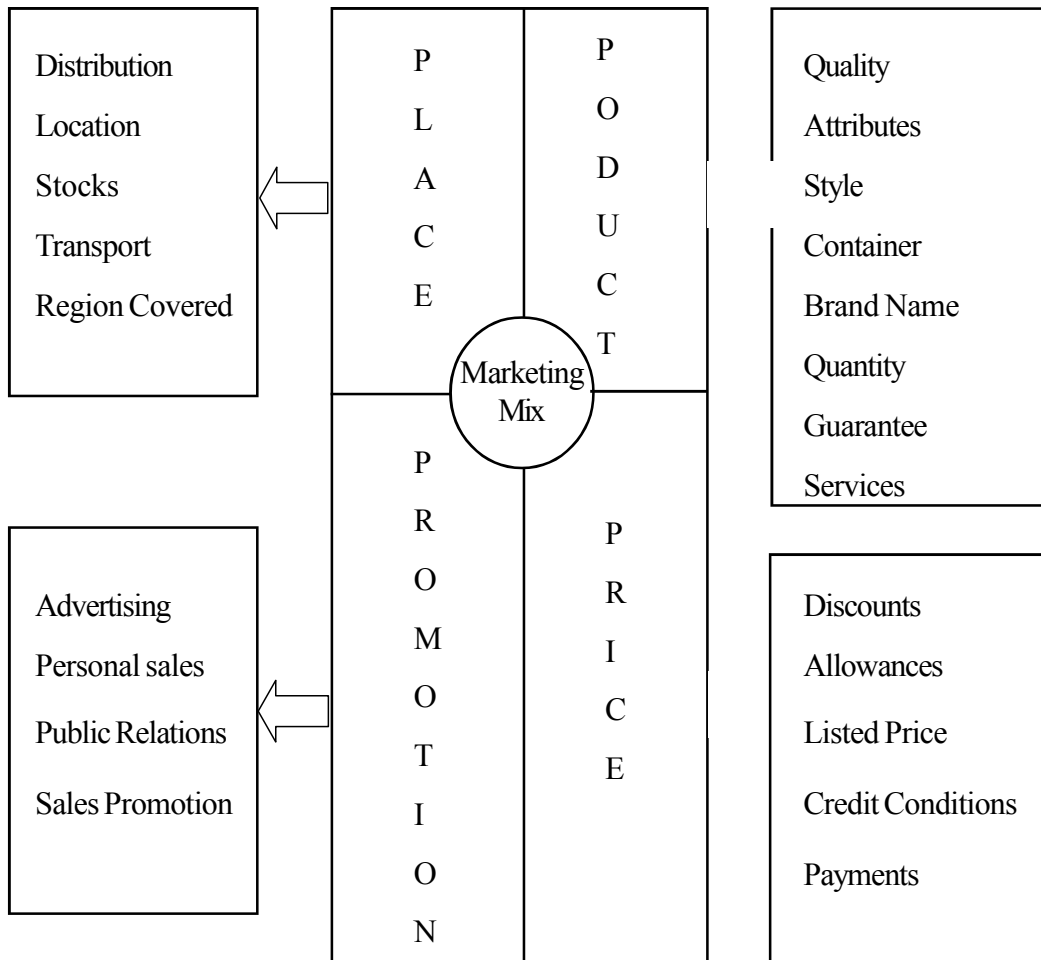 Distribution
Location
Stocks
Transport
Region Covered
PLACE
PODUCT
Quality
Attributes
Style
Container
Brand Name
Quantity
Guarantee
Services
Marketing
Mix
Advertising
Personal sales
Public Relations
Sales Promotion
PROMOTION
PRICE
Discounts
Allowances
Listed Price
Credit Conditions
Payments